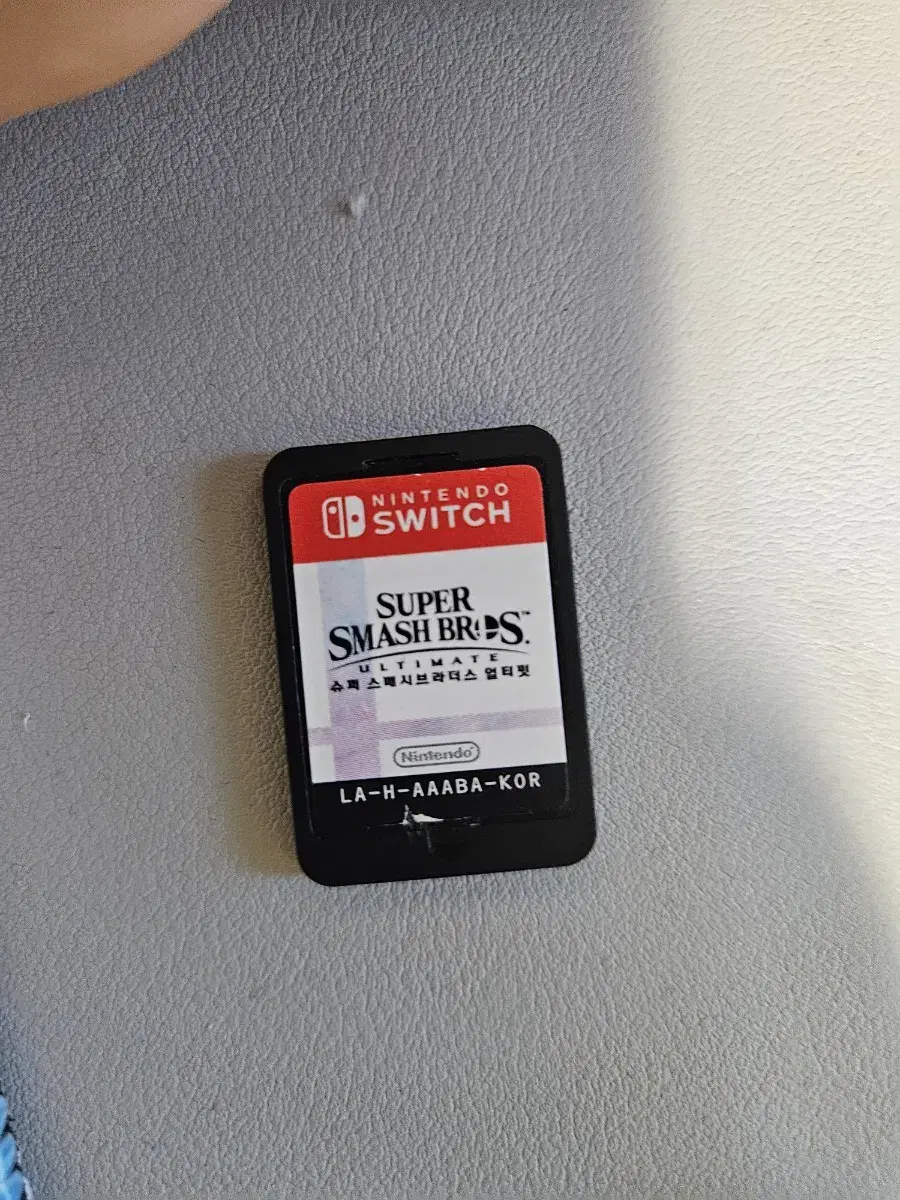 NINTENDO
SWITCH
SUPER
SMASH BROS.™
ULTIMATE
슈퍼 스매시브라더스 얼티밋
Nintendo
LA-H-AAABA-KOR